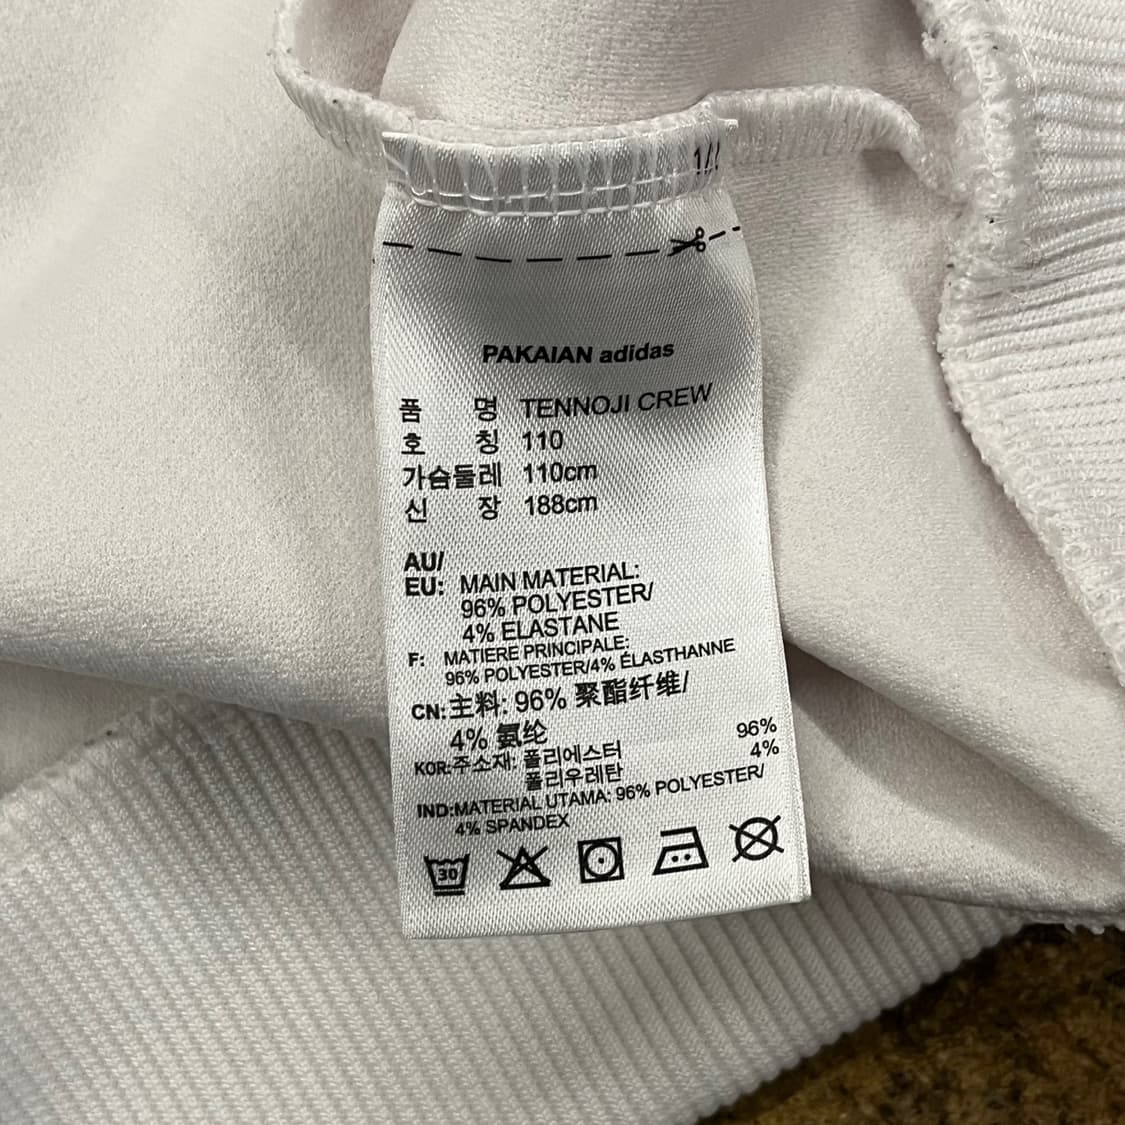 1/
PAKAIAN adidas
품 명 TENNOJI CREW
호 칭 110
가슴둘레 110cm
신 장 188cm
AU/
EU: MAIN MATERIAL:
96% POLYESTER/
4% ELASTANE
F: MATIERE PRINCIPALE:
96% POLYESTER/4% ÉLASTHANNE
CN: 主料: 96% 聚酯纤维/
4% 氨纶
KOR: 주소재: 폴리에스터 96%
폴리우레탄 4%
IND:MATERIAL UTAMA: 96% POLYESTER/
4% SPANDEX
30